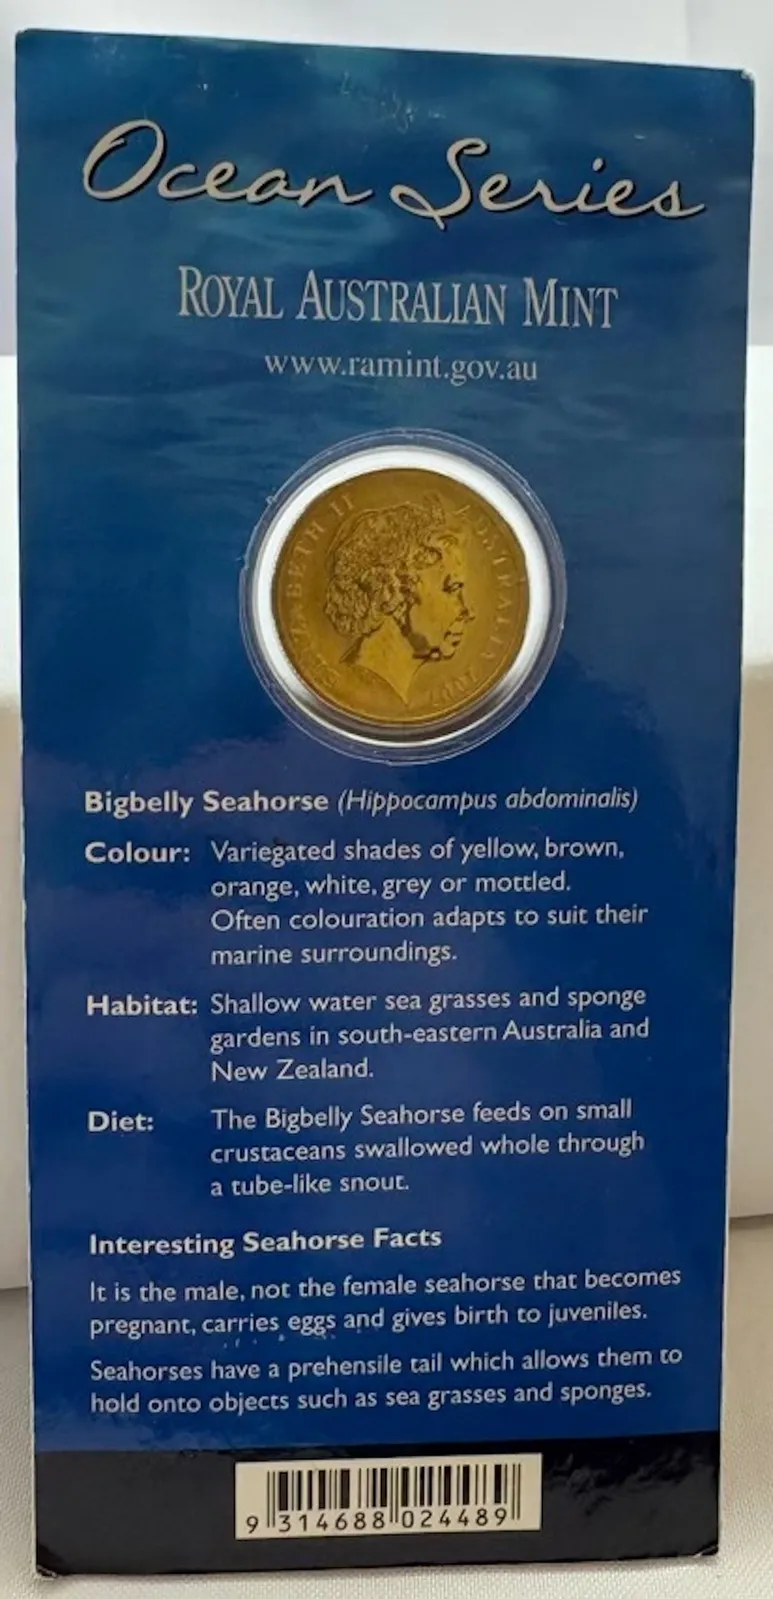 Ocean Series
ROYAL AUSTRALIAN MINT
www.ramint.gov.au
ELIZABETH II AUSTRALIA 2007
Bigbelly Seahorse (Hippocampus abdominalis)
Colour: Variegated shades of yellow, brown,
orange, white, grey or mottled.
Often colouration adapts to suit their
marine surroundings.
Habitat: Shallow water sea grasses and sponge
gardens in south-eastern Australia and
New Zealand.
Diet: The Bigbelly Seahorse feeds on small
crustaceans swallowed whole through
a tube-like snout.
Interesting Seahorse Facts
It is the male, not the female seahorse that becomes
pregnant, carries eggs and gives birth to juveniles.
Seahorses have a prehensile tail which allows them to
hold onto objects such as sea grasses and sponges.
9 314688 024489